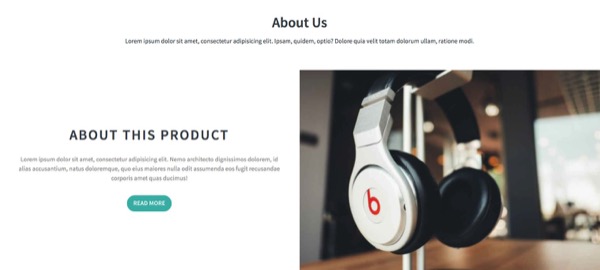 About Us
Lorem ipsum dolor sit amet, consectetur adipisicing elit. Ipsam, quidem, optio? Dolore quia velit totam dolorum ullam, ratione modi.
ABOUT THIS PRODUCT
Lorem ipsum dolor sit amet, consectetur adipisicing elit. Nemo architecto dignissimos dolorem, id
alias accusantium, natus doloremque, quo eius maiores nulla odit assumenda eos fugit recusandae
corporis amet quas ducimus!
READ MORE
b